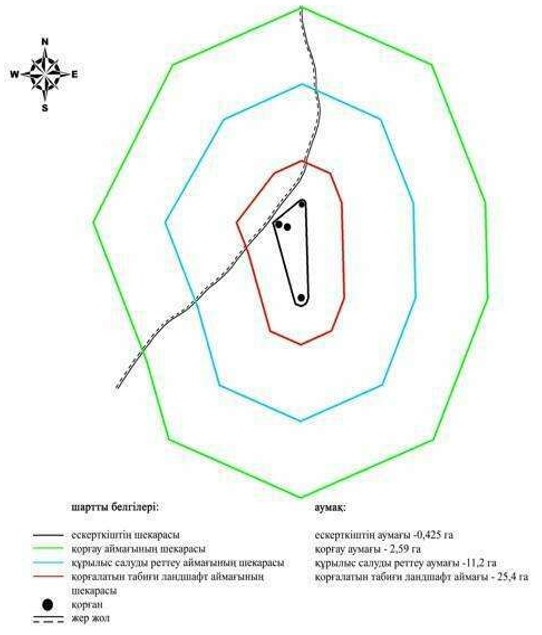 N
W E
S
шартты белгілері: аумақ:
ескерткіштің шекарасы ескерткіштің аумағы -0,425 га
қорғау аймағының шекарасы қорғау аумағы - 2,59 га
құрылыс салуды реттеу аймағының шекарасы құрылыс салуды реттеу аумағы -11,2 га
қорғалатын табиғи ландшафт аймағының қорғалатын табиғи ландшафт аймағы - 25,4 га
шекарасы
қорған
жер жол